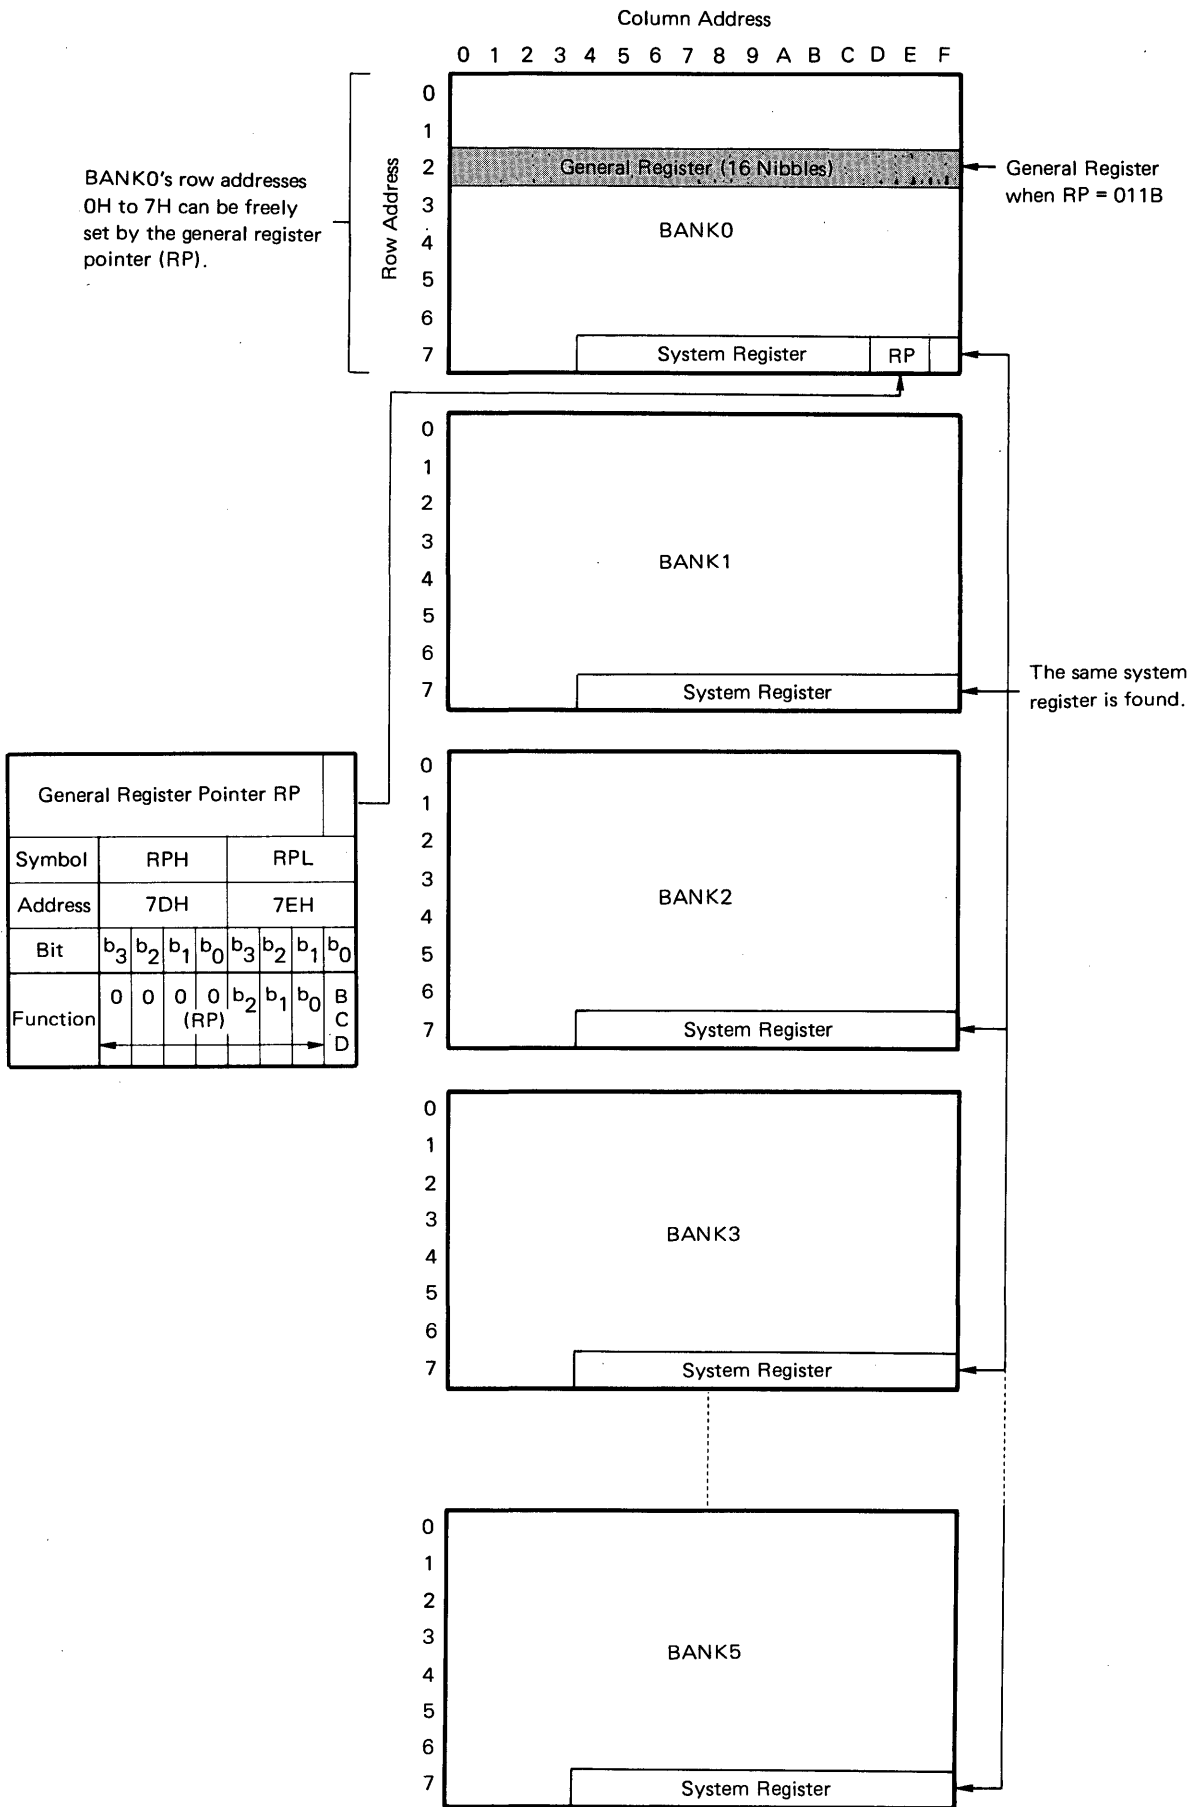 Column Address
0 1 2 3 4 5 6 7 8 9 A B C D E F
Row Address
0
1
2
3
4
5
6
7
General Register (16 Nibbles)
BANK0
System Register RP
General Register
when RP = 011B
BANK0's row addresses
0H to 7H can be freely
set by the general register
pointer (RP).
0
1
2
3
4
5
6
7
BANK1
System Register
The same system
register is found.
General Register Pointer RP
Symbol RPH RPL
Address 7DH 7EH
Bit b3 b2 b1 b0 b3 b2 b1 b0
Function 0 0 0 0 b2 b1 b0 B
C
D
(RP)
0
1
2
3
4
5
6
7
BANK2
System Register
0
1
2
3
4
5
6
7
BANK3
System Register
0
1
2
3
4
5
6
7
BANK5
System Register